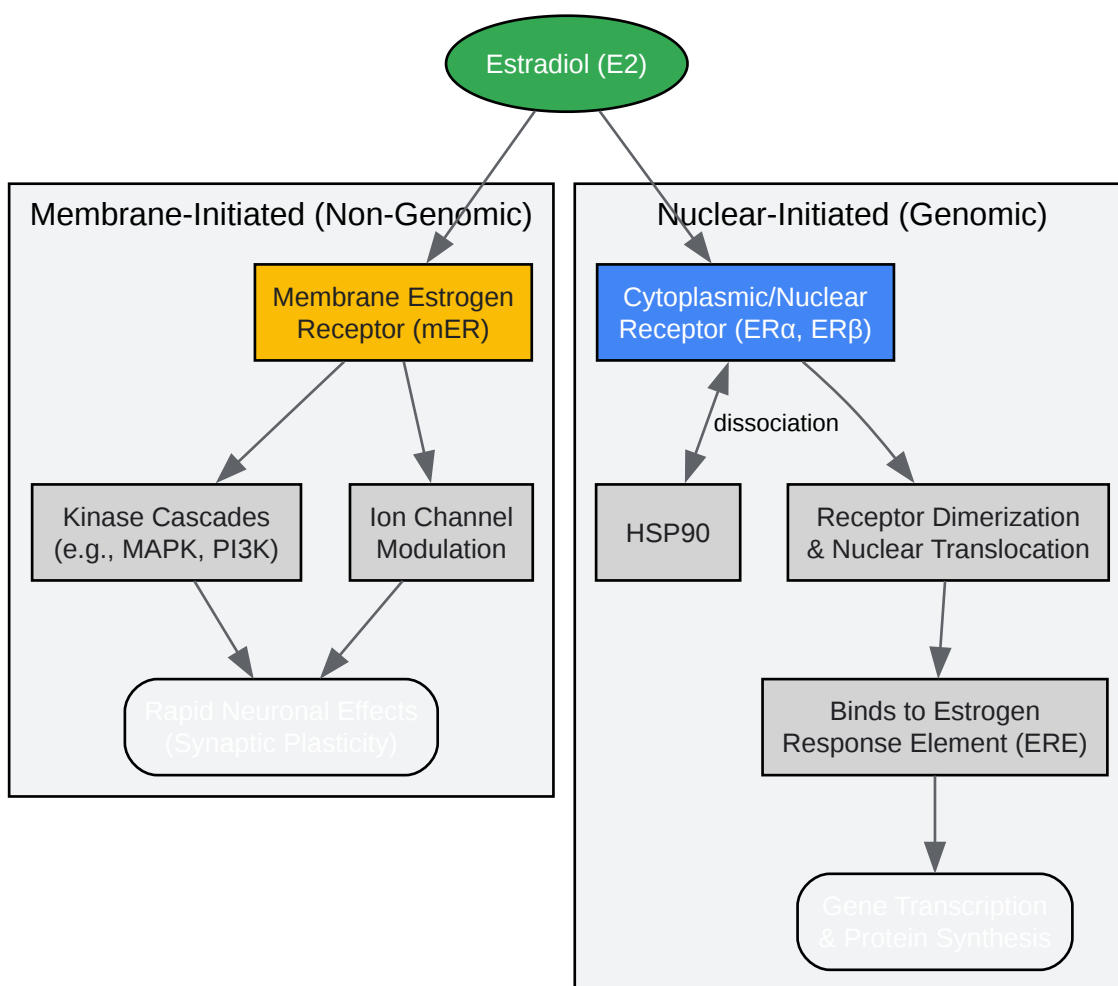 Estradiol (E2)
Membrane-Initiated (Non-Genomic)
Nuclear-Initiated (Genomic)
Membrane Estrogen
Receptor (mER)
Cytoplasmic/Nuclear
Receptor (ERα, ERβ)
dissociation
Kinase Cascades
(e.g., MAPK, PI3K)
Ion Channel
Modulation
HSP90
Receptor Dimerization
& Nuclear Translocation
Rapid Neuronal Effects
(Synaptic Plasticity)
Binds to Estrogen
Response Element (ERE)
Gene Transcription
& Protein Synthesis